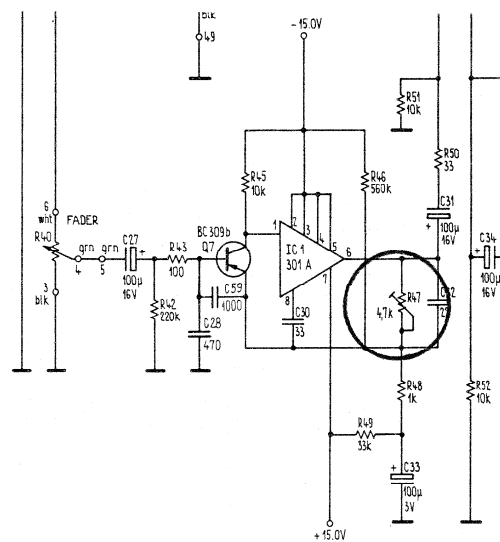 blk
49
-15.0V
R51
10k
R50
33
R45
10k
R46
560k
6
wht
FADER
R40
C31
100µ
16V
+
BC309b
Q7
1
2
3
4
5
6
7
8
IC 1
301 A
grn
grn
4
5
C27
+
100µ
16V
R43
100
C34
+
100µ
16V
3
blk
R42
220k
C59
1000
C28
470
C30
33
R47
4,7k
R48
1k
R52
10k
R49
33k
C33
+
100µ
3V
+15.0V